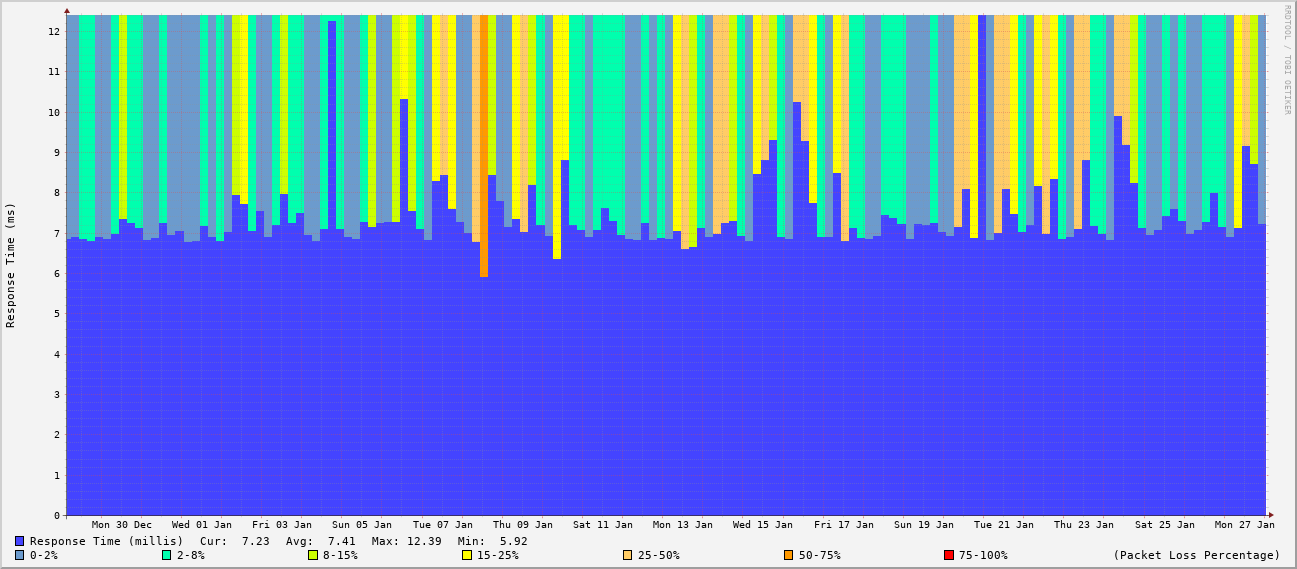 RRDTOOL / TOBI OETIKER
Response Time (ms)
12
11
10
9
8
7
6
5
4
3
2
1
0
Mon 30 Dec Wed 01 Jan Fri 03 Jan Sun 05 Jan Tue 07 Jan Thu 09 Jan Sat 11 Jan Mon 13 Jan Wed 15 Jan Fri 17 Jan Sun 19 Jan Tue 21 Jan Thu 23 Jan Sat 25 Jan Mon 27 Jan
Response Time (millis) Cur: 7.23 Avg: 7.41 Max: 12.39 Min: 5.92
0-2% 2-8% 8-15% 15-25% 25-50% 50-75% 75-100% (Packet Loss Percentage)